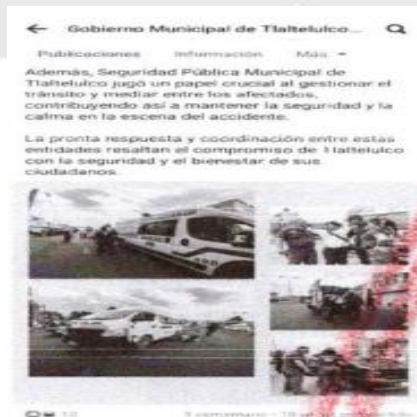 Gobierno Municipal de Tlaltelulco...
Publicaciones Información Más
Además, Seguridad Pública Municipal de
Tlaltelulco jugó un papel crucial al gestionar el
tránsito y mediar entre los afectados,
contribuyendo así a mantener la seguridad y la
calma en la escena del accidente.
La pronta respuesta y coordinación entre estas
entidades resaltan el compromiso de Tlaltelulco
con la seguridad y el bienestar de sus
ciudadanos.
10